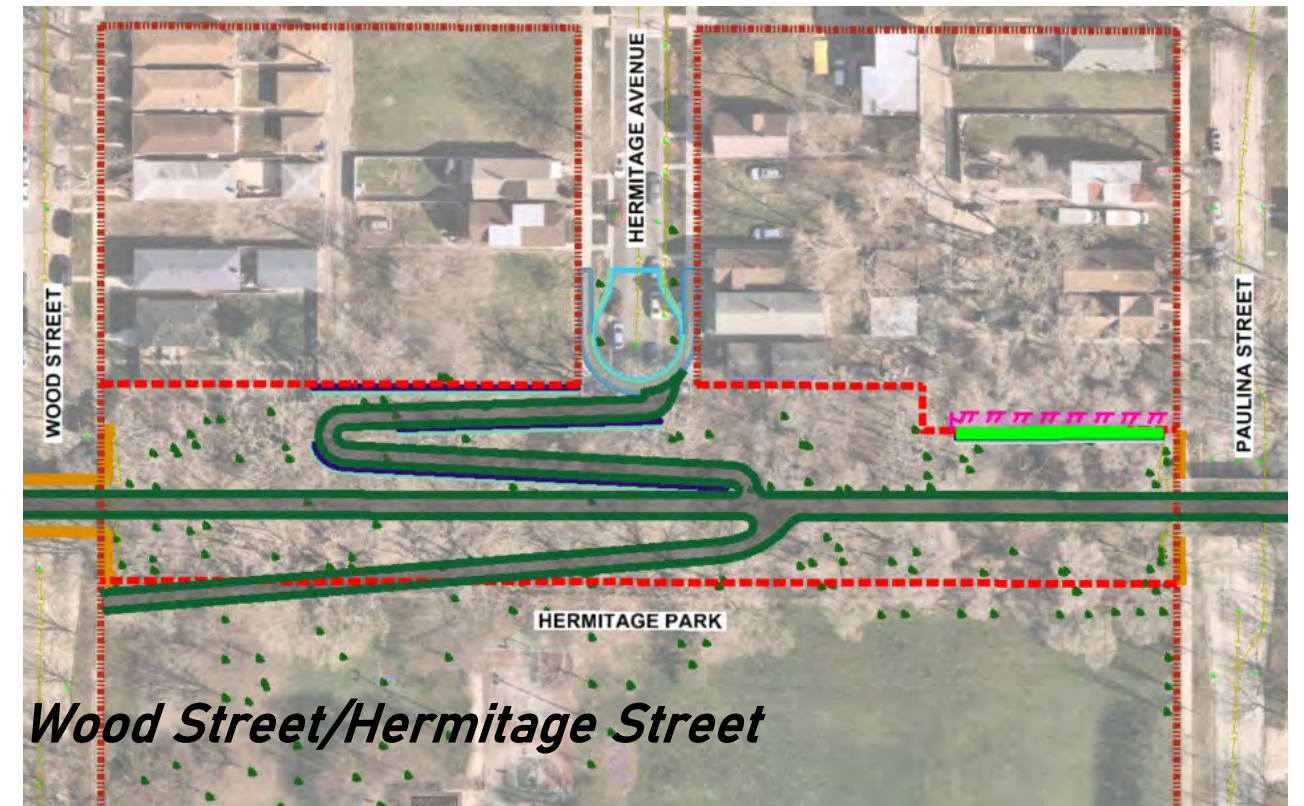 HERMITAGE AVENUE
WOOD STREET
PAULINA STREET
HERMITAGE PARK
Wood Street/Hermitage Street